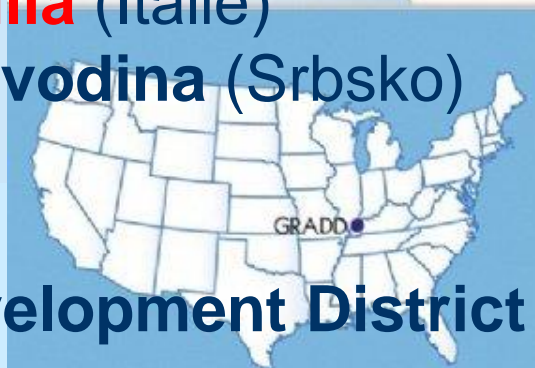 (Itálie)
vodina (Srbsko)
GRADD
velopment District